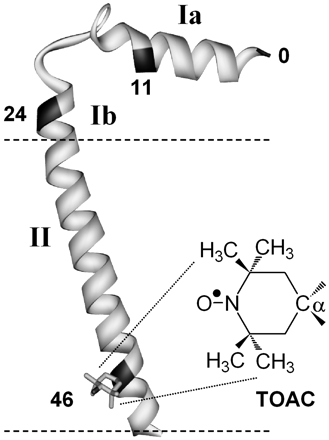 Ia
0
11
24
Ib
II
H₃C CH₃
O• N Cα
H₃C CH₃
46
TOAC